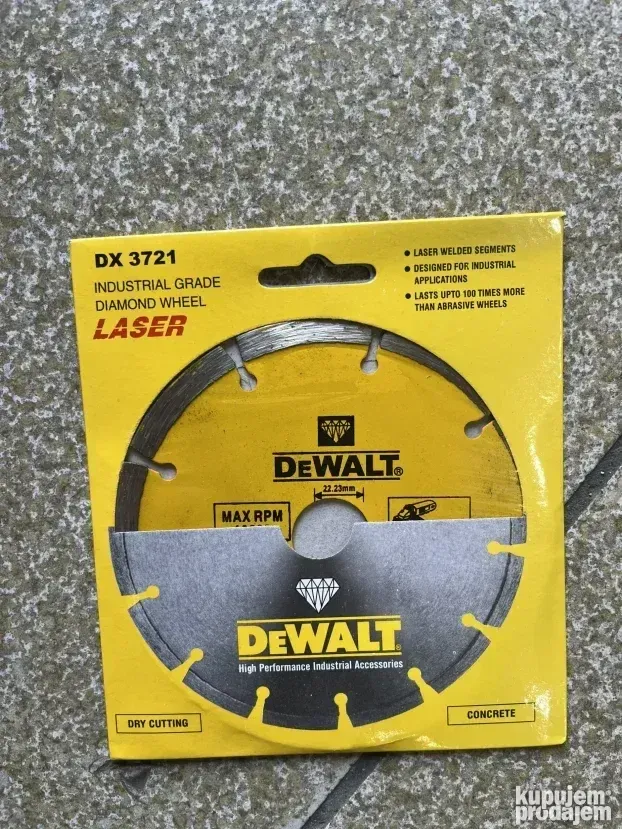 DX 3721
INDUSTRIAL GRADE
DIAMOND WHEEL
LASER
• LASER WELDED SEGMENTS
• DESIGNED FOR INDUSTRIAL
APPLICATIONS
• LASTS UPTO 100 TIMES MORE
THAN ABRASIVE WHEELS
DEWALT®
22.23mm
MAX RPM
DEWALT®
High Performance Industrial Accessories
DRY CUTTING
CONCRETE
kupujem
prodajem